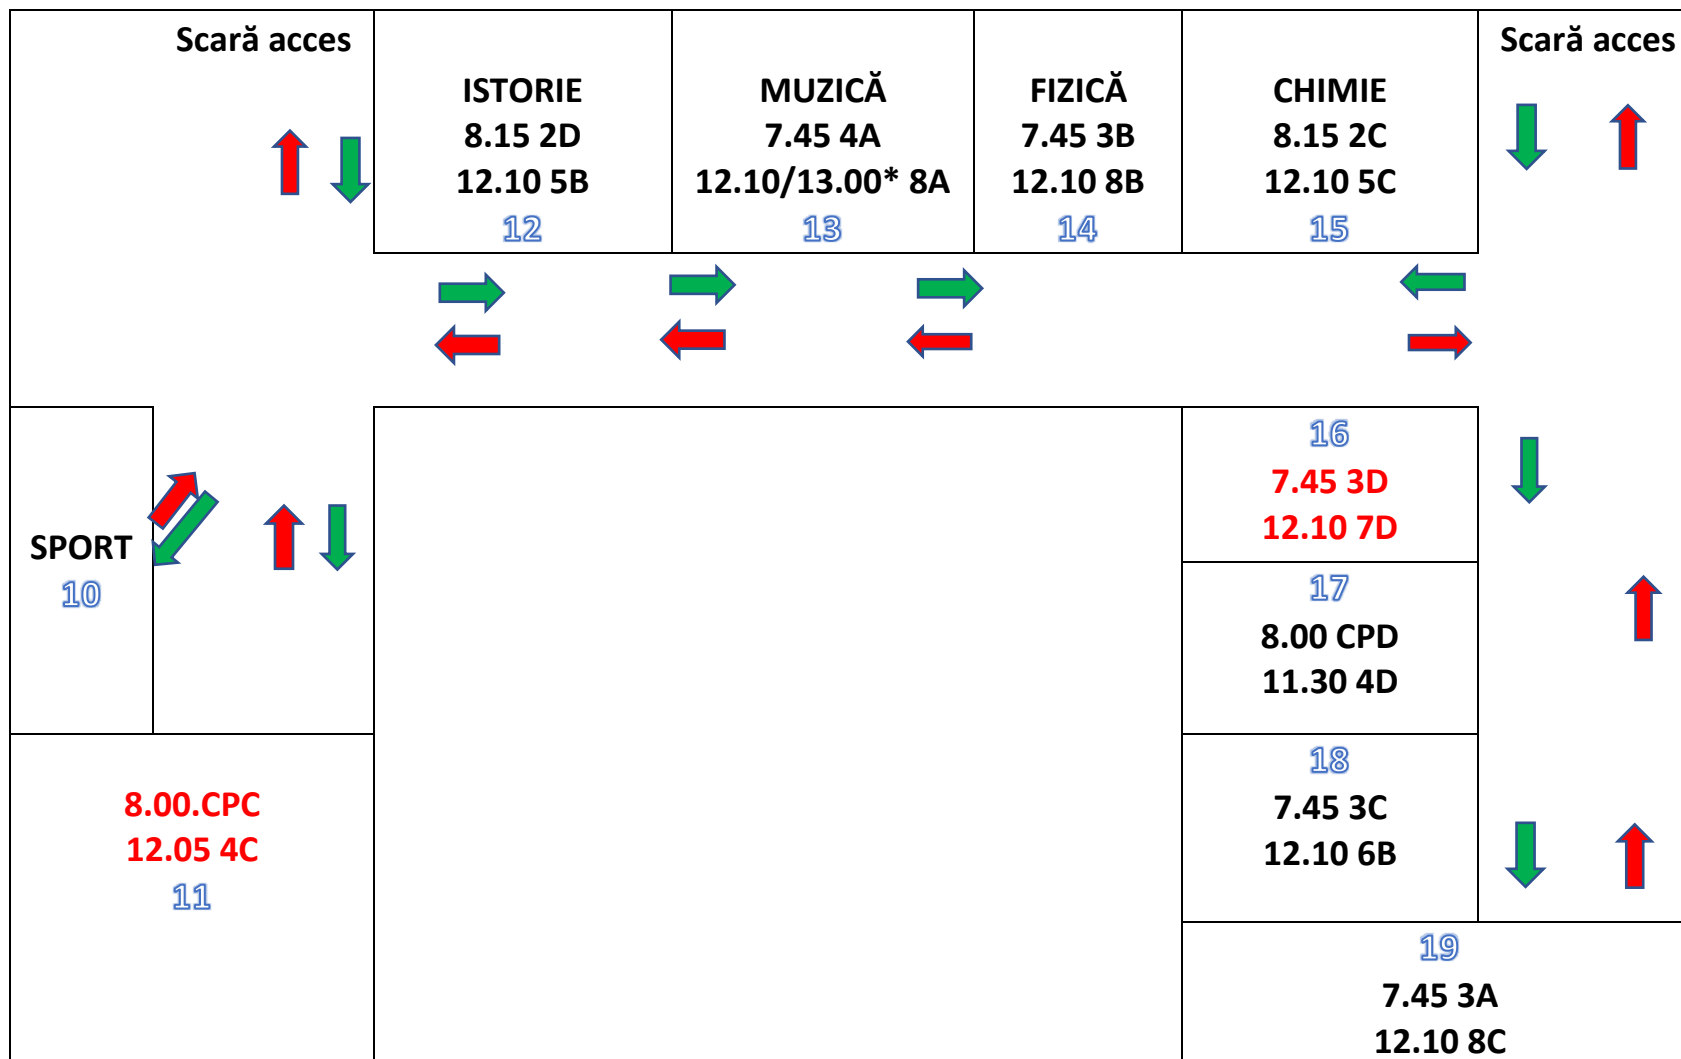 Scară acces
ISTORIE
8.15 2D
12.10 5B
12
MUZICĂ
7.45 4A
12.10/13.00* 8A
13
FIZICĂ
7.45 3B
12.10 8B
14
CHIMIE
8.15 2C
12.10 5C
15
Scară acces
SPORT
10
8.00.CPC
12.05 4C
11
16
7.45 3D
12.10 7D
17
8.00 CPD
11.30 4D
18
7.45 3C
12.10 6B
19
7.45 3A
12.10 8C